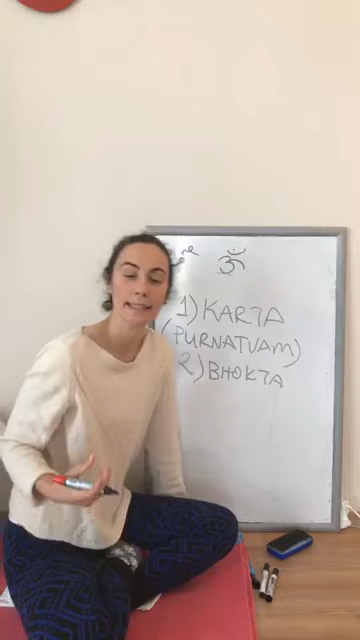 ॐ
1) KARTA
(PURNATVAM)
2) BHOKTA